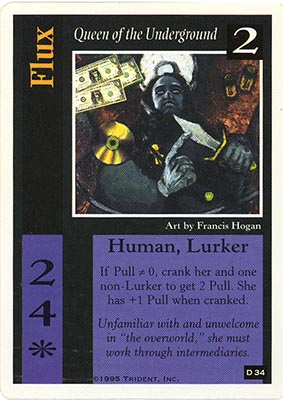 Flux
Queen of the Underground
2
Art by Francis Hogan
Human, Lurker
2
4
*
If Pull ≠ 0, crank her and one
non-Lurker to get 2 Pull. She
has +1 Pull when cranked.
Unfamiliar with and unwelcome
in “the overworld,” she must
work through intermediaries.
©1995 TRIDENT, INC.
D 34